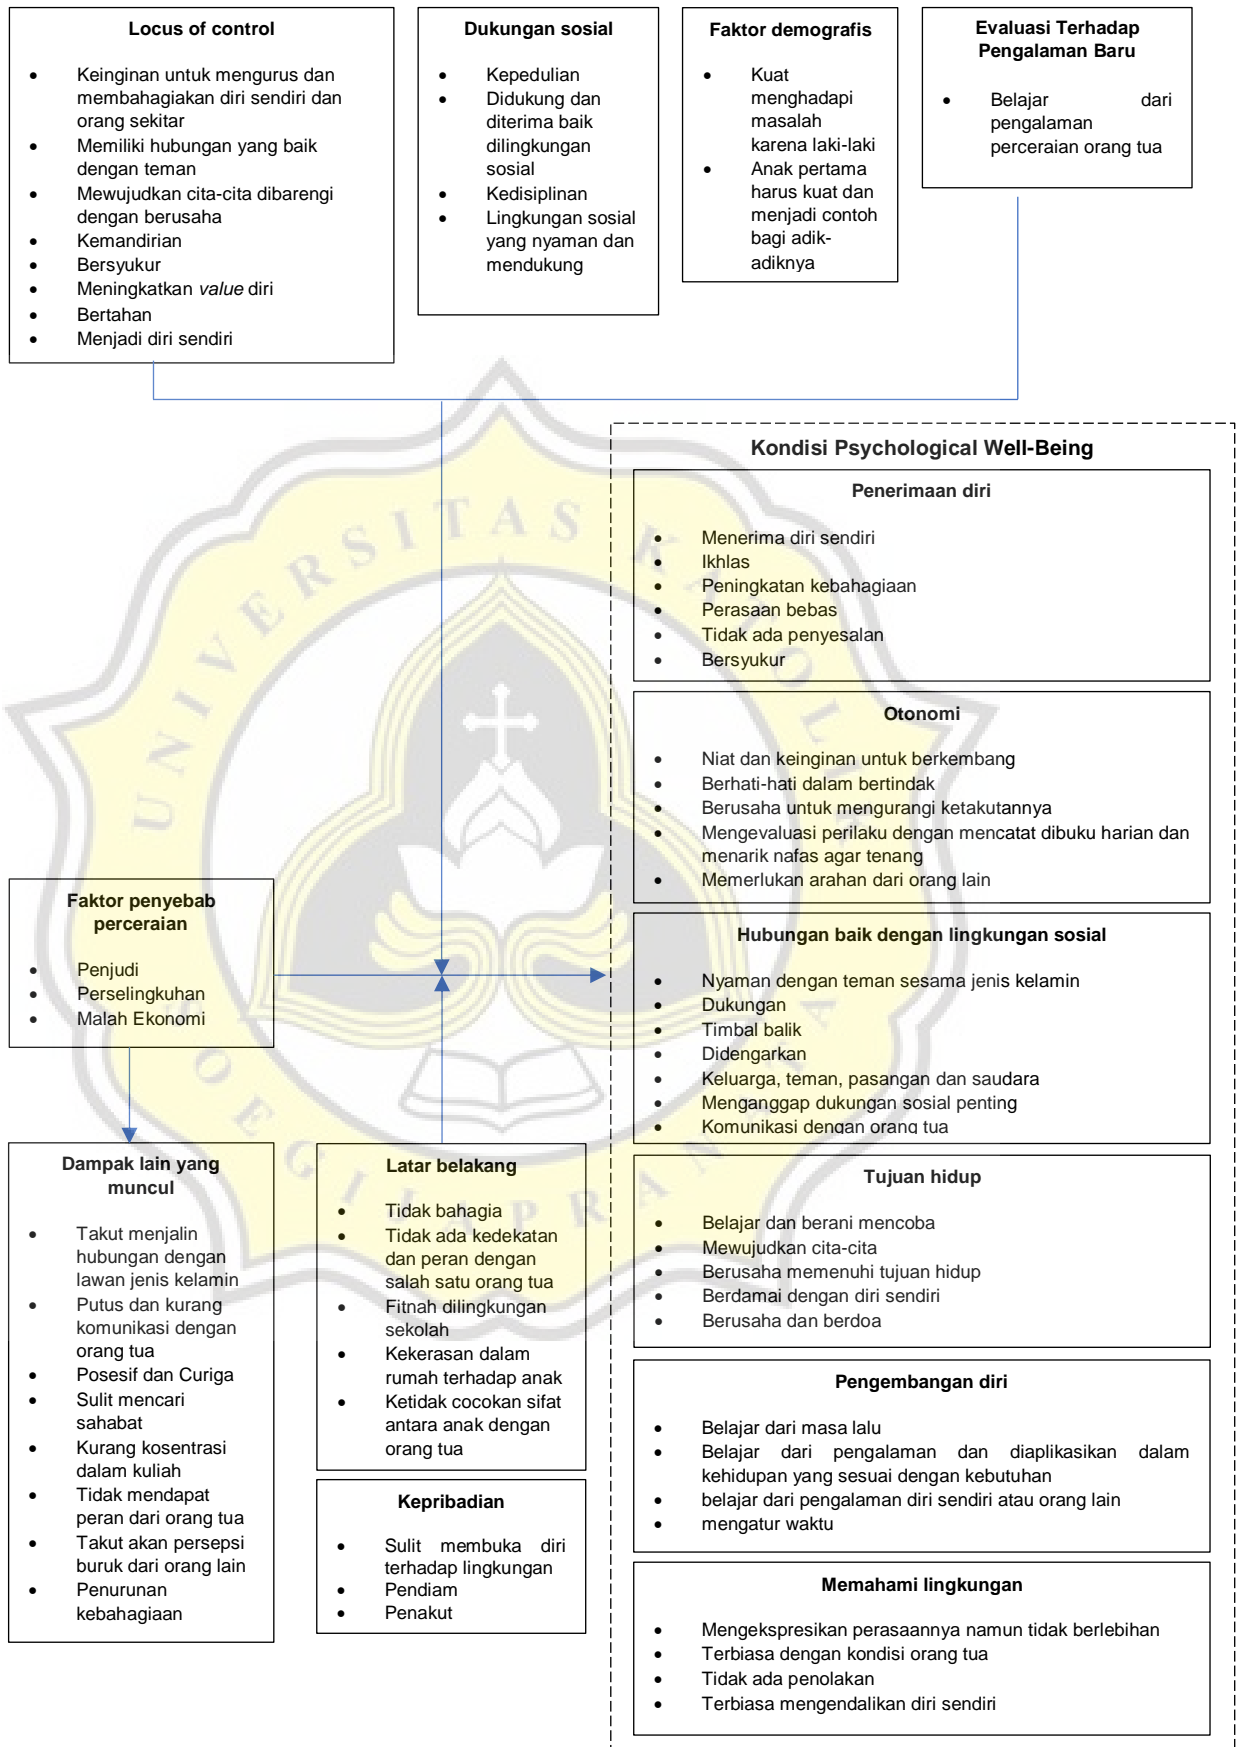 Locus of control
• Keinginan untuk mengurus dan
membahagiakan diri sendiri dan
orang sekitar
• Memiliki hubungan yang baik
dengan teman
• Mewujudkan cita-cita dibarengi
dengan berusaha
• Kemandirian
• Bersyukur
• Meningkatkan value diri
• Bertahan
• Menjadi diri sendiri
Dukungan sosial
• Kepedulian
• Didukung dan
diterima baik
dilingkungan
sosial
• Kedisiplinan
• Lingkungan sosial
yang nyaman dan
mendukung
Faktor demografis
• Kuat
menghadapi
masalah
karena laki-laki
• Anak pertama
harus kuat dan
menjadi contoh
bagi adik-
adiknya
Evaluasi Terhadap
Pengalaman Baru
• Belajar dari
pengalaman
perceraian orang tua
Kondisi Psychological Well-Being
Penerimaan diri
• Menerima diri sendiri
• Ikhlas
• Peningkatan kebahagiaan
• Perasaan bebas
• Tidak ada penyesalan
• Bersyukur
Otonomi
• Niat dan keinginan untuk berkembang
• Berhati-hati dalam bertindak
• Berusaha untuk mengurangi ketakutannya
• Mengevaluasi perilaku dengan mencatat dibuku harian dan
menarik nafas agar tenang
• Memerlukan arahan dari orang lain
Hubungan baik dengan lingkungan sosial
• Nyaman dengan teman sesama jenis kelamin
• Dukungan
• Timbal balik
• Didengarkan
• Keluarga, teman, pasangan dan saudara
• Menganggap dukungan sosial penting
• Komunikasi dengan orang tua
Tujuan hidup
• Belajar dan berani mencoba
• Mewujudkan cita-cita
• Berusaha memenuhi tujuan hidup
• Berdamai dengan diri sendiri
• Berusaha dan berdoa
Pengembangan diri
• Belajar dari masa lalu
• Belajar dari pengalaman dan diaplikasikan dalam
kehidupan yang sesuai dengan kebutuhan
• belajar dari pengalaman diri sendiri atau orang lain
• mengatur waktu
Memahami lingkungan
• Mengekspresikan perasaannya namun tidak berlebihan
• Terbiasa dengan kondisi orang tua
• Tidak ada penolakan
• Terbiasa mengendalikan diri sendiri
Faktor penyebab
perceraian
• Penjudi
• Perselingkuhan
• Malah Ekonomi
Dampak lain yang
muncul
• Takut menjalin
hubungan dengan
lawan jenis kelamin
• Putus dan kurang
komunikasi dengan
orang tua
• Posesif dan Curiga
• Sulit mencari
sahabat
• Kurang kosentrasi
dalam kuliah
• Tidak mendapat
peran dari orang tua
• Takut akan persepsi
buruk dari orang lain
• Penurunan
kebahagiaan
Latar belakang
• Tidak bahagia
• Tidak ada kedekatan
dan peran dengan
salah satu orang tua
• Fitnah dilingkungan
sekolah
• Kekerasan dalam
rumah terhadap anak
• Ketidak cocokan sifat
antara anak dengan
orang tua
Kepribadian
• Sulit membuka diri
terhadap lingkungan
• Pendiam
• Penakut
UNIVERSITAS KATOLIK
SOEGIJAPRANATA